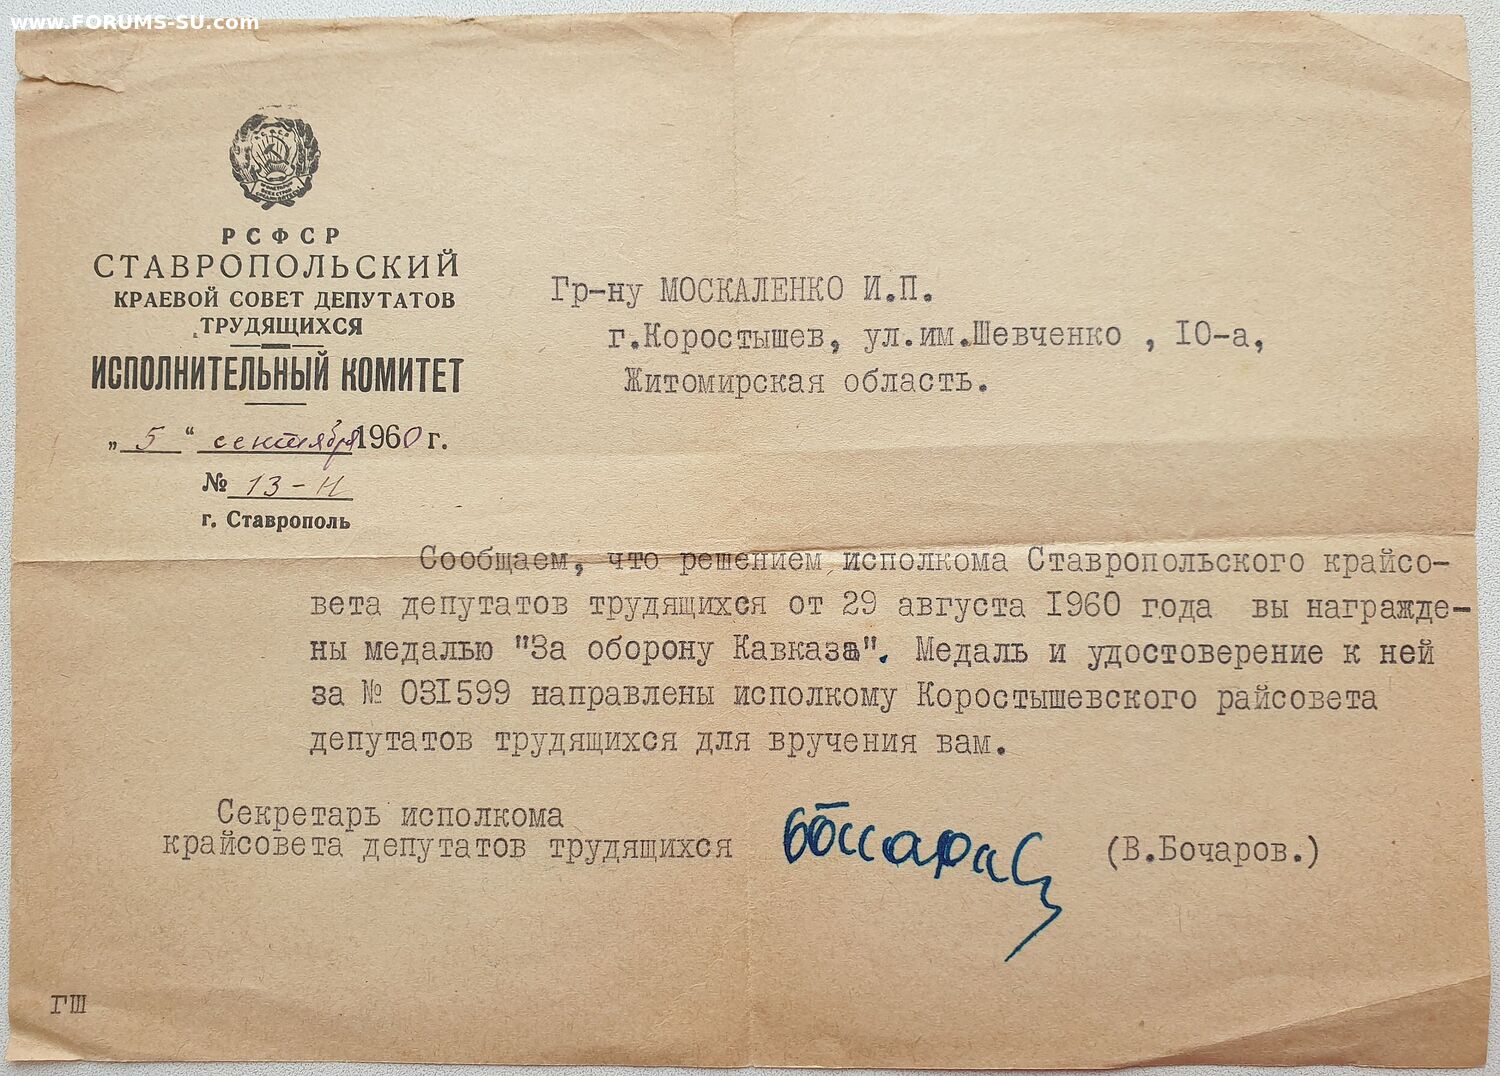 www.FORUMS-SU.com
РСФСР
СТАВРОПОЛЬСКИЙ
КРАЕВОЙ СОВЕТ ДЕПУТАТОВ
ТРУДЯЩИХСЯ
ИСПОЛНИТЕЛЬНЫЙ КОМИТЕТ
„ 5 “ сентября 1960 г.
№ 13-н
г. Ставрополь
Гр-ну МОСКАЛЕНКО И.П.
г.Коростышев, ул.им.Шевченко , 10-а,
Житомирская область.
Сообщаем, что решением исполкома Ставропольского крайсо-
вета депутатов трудящихся от 29 августа 1960 года вы награжде-
ны медалью "За оборону Кавказа". Медаль и удостоверение к ней
за № 031599 направлены исполкому Коростышевского райсовета
депутатов трудящихся для вручения вам.
Секретарь исполкома
крайсовета депутатов трудящихся
(В.Бочаров.)
ГШ